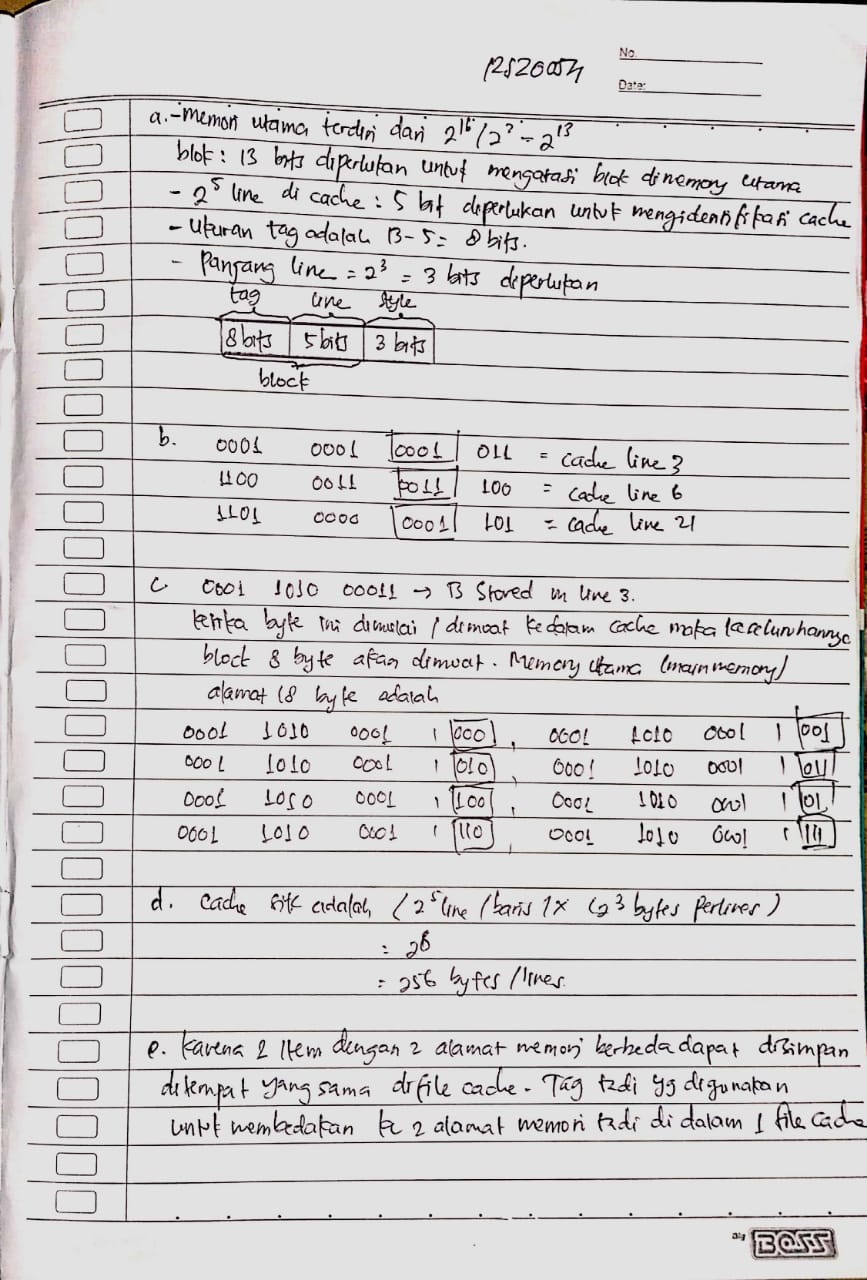 12S20054
No.
Date:
a. - Memori utama terdiri dari 2^16 / 2^3 = 2^13
blok : 13 bits diperlukan untuk mengatasi blok di memory utama
- 2^5 line di cache : 5 bit diperlukan untuk mengidentifikasi cache
- Ukuran tag adalah 13-5 = 8 bits.
- Panjang line = 2^3 = 3 bits diperlukan
tag line style
8 bits 5 bits 3 bits
block
b. 0001 0001 0001 011 = cache line 3
1100 0011 0011 100 = cache line 6
1101 0000 0001 101 = cache line 21
c 0001 1010 00011 → B Stored in line 3.
ketika byte ini dimulai / dimuat ke dalam cache maka keseluruhannya
block 8 byte akan dimuat. Memory utama (main memory)
alamat (8 byte adalah
0001 1010 0001 1 000 , 0001 1010 0001 1 001
0001 1010 0001 1 010 , 0001 1010 0001 1 011
0001 1010 0001 1 100 , 0001 1010 0001 1 101
0001 1010 0001 1 110 , 0001 1010 0001 1 111
d. Cache adalah (2^5 line / baris 1 x (2^3 bytes perlines)
= 2^8
= 256 bytes / lines.
e. Karena 2 Item dengan 2 alamat memori berbeda dapat disimpan
ditempat yang sama di file cache. Tag tadi yg digunakan
untuk membedakan ke 2 alamat memori tadi di dalam 1 file cache
By BOSS